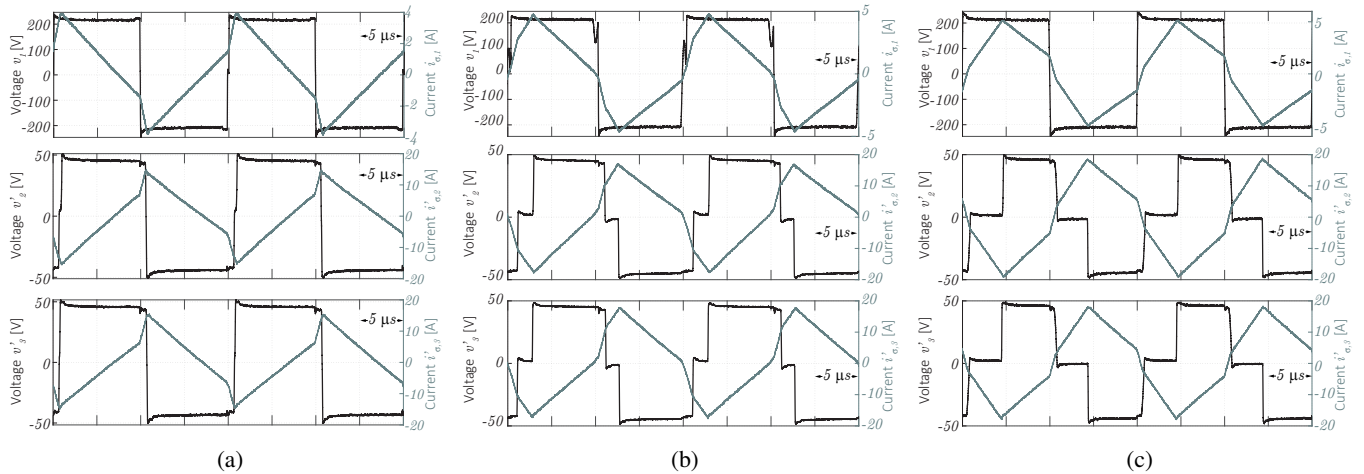 200
100
0
-100
-200
Voltage v1 [V]
4
2
0
-2
-4
Current iσ,1 [A]
5 μs
50
0
-50
Voltage v'2 [V]
20
10
0
-10
-20
Current i'σ,2 [A]
5 μs
50
0
-50
Voltage v'3 [V]
20
10
0
-10
-20
Current i'σ,3 [A]
5 μs
(a)
200
100
0
-100
-200
Voltage v1 [V]
5
0
-5
Current iσ,1 [A]
5 μs
50
0
-50
Voltage v'2 [V]
20
10
0
-10
-20
Current i'σ,2 [A]
5 μs
50
0
-50
Voltage v'3 [V]
20
10
0
-10
-20
Current i'σ,3 [A]
5 μs
(b)
200
100
0
-100
-200
Voltage v1 [V]
5
0
-5
Current iσ,1 [A]
5 μs
50
0
-50
Voltage v'2 [V]
20
10
0
-10
-20
Current i'σ,2 [A]
5 μs
50
0
-50
Voltage v'3 [V]
20
10
0
-10
-20
Current i'σ,3 [A]
5 μs
(c)